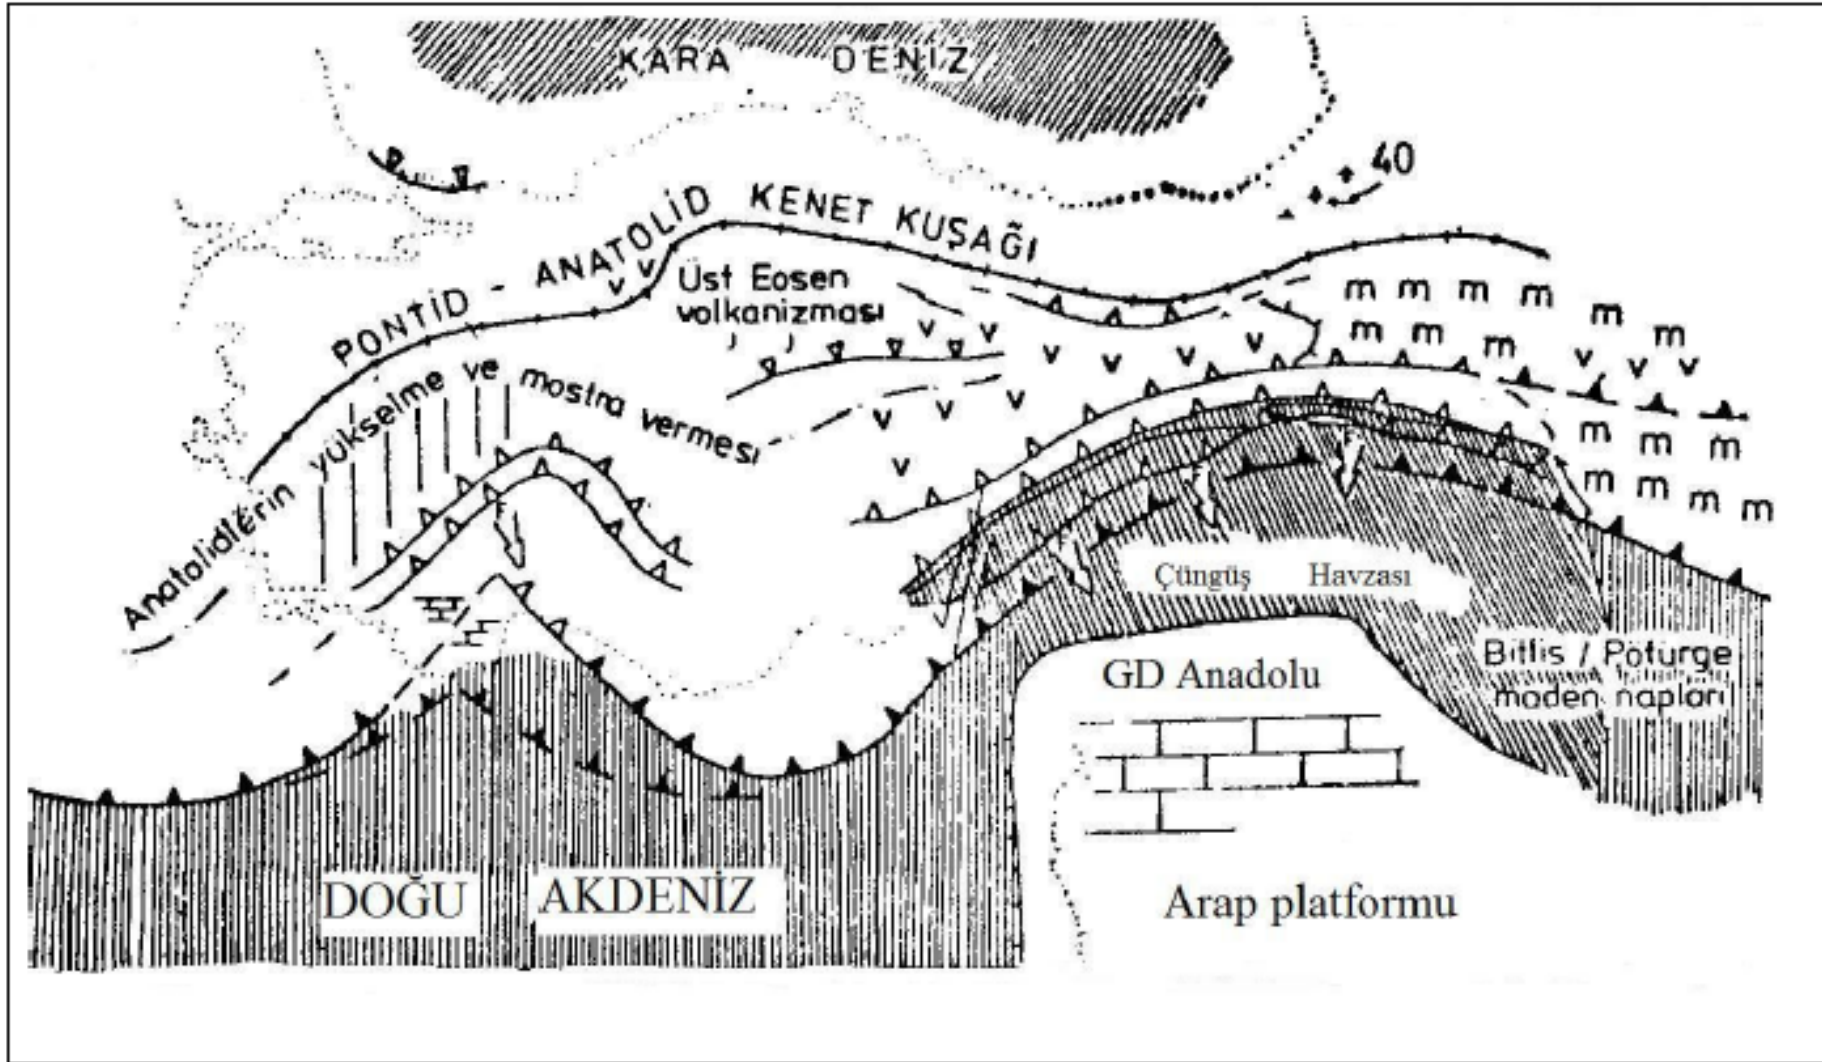 KARA DENİZ
40
PONTİD - ANATOLİD KENET KUŞAĞI
Üst Eosen
volkanizması
Anatolidlerin yükselme ve mostra vermesi
m m m m m m
m m m
v v
v v v
v v v v v
v v v v v v
v
m m m
m m m m
F F F F
Çüngüş Havzası
GD Anadolu
Bitlis / Pötürge
maden napları
DOĞU AKDENİZ
Arap platformu